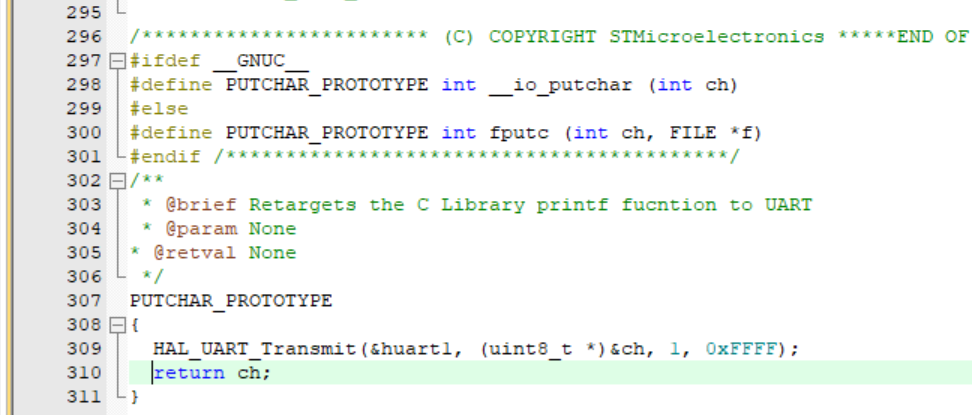 295
296 /************************ (C) COPYRIGHT STMicroelectronics *****END OF
297 #ifdef __GNUC__
298 #define PUTCHAR_PROTOTYPE int __io_putchar (int ch)
299 #else
300 #define PUTCHAR_PROTOTYPE int fputc (int ch, FILE *f)
301 #endif /******************************************/
302 /**
303  * @brief Retargets the C Library printf fucntion to UART
304  * @param None
305 * @retval None
306  */
307 PUTCHAR_PROTOTYPE
308 {
309   HAL_UART_Transmit(&huart1, (uint8_t *)&ch, 1, 0xFFFF);
310   return ch;
311 }